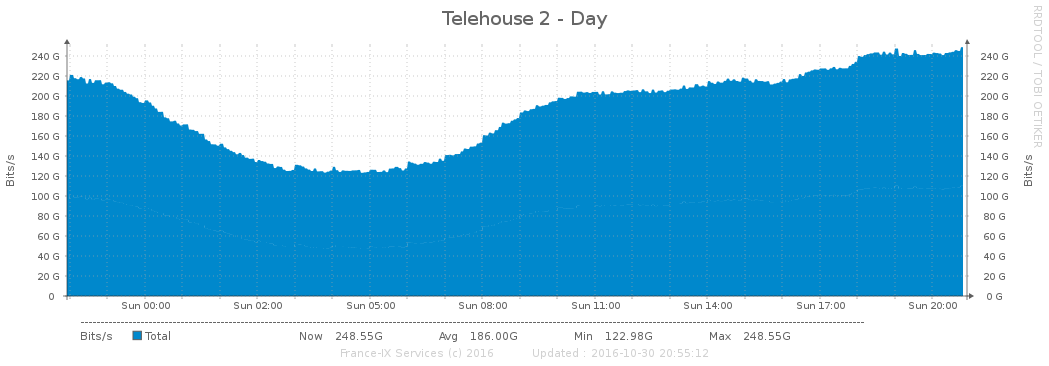 Telehouse 2 - Day
RRDTOOL / TOBI OETIKER
Bits/s
240 G 240 G
220 G 220 G
200 G 200 G
180 G 180 G
160 G 160 G
140 G 140 G
120 G 120 G
100 G 100 G
80 G 80 G
60 G 60 G
40 G 40 G
20 G 20 G
0 0 G
Bits/s
Sun 00:00 Sun 02:00 Sun 05:00 Sun 08:00 Sun 11:00 Sun 14:00 Sun 17:00 Sun 20:00
Bits/s Total Now 248.55G Avg 186.00G Min 122.98G Max 248.55G
France-IX Services (c) 2016 Updated : 2016-10-30 20:55:12